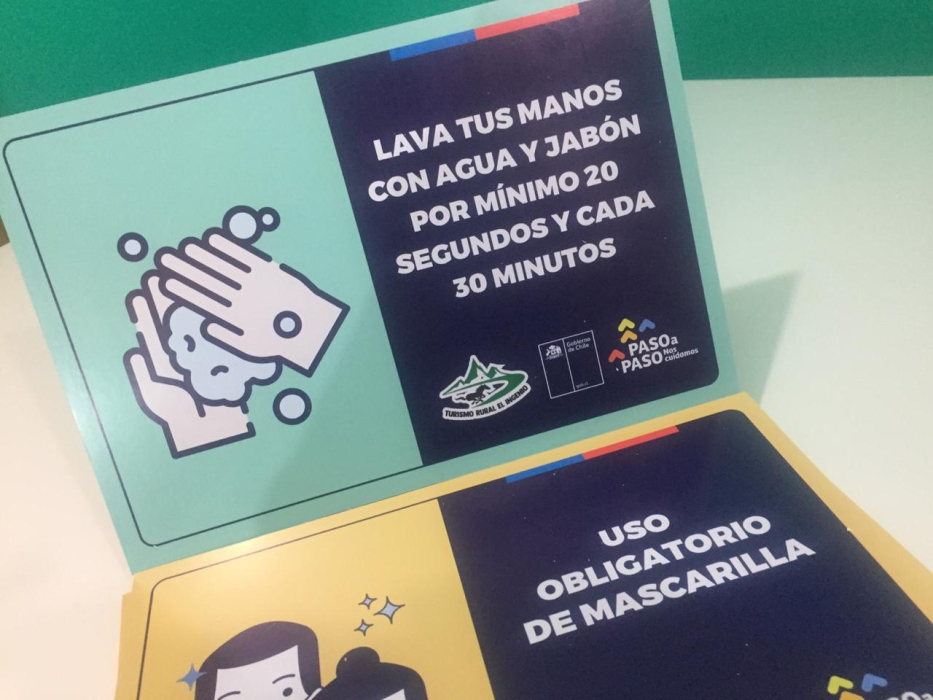 LAVA TUS MANOS
CON AGUA Y JABÓN
POR MÍNIMO 20
SEGUNDOS Y CADA
30 MINUTOS
TURISMO RURAL EL INGENIO
Gobierno
de Chile
PASO a
PASO Nos
cuidamos
USO
OBLIGATORIO
DE MASCARILLA